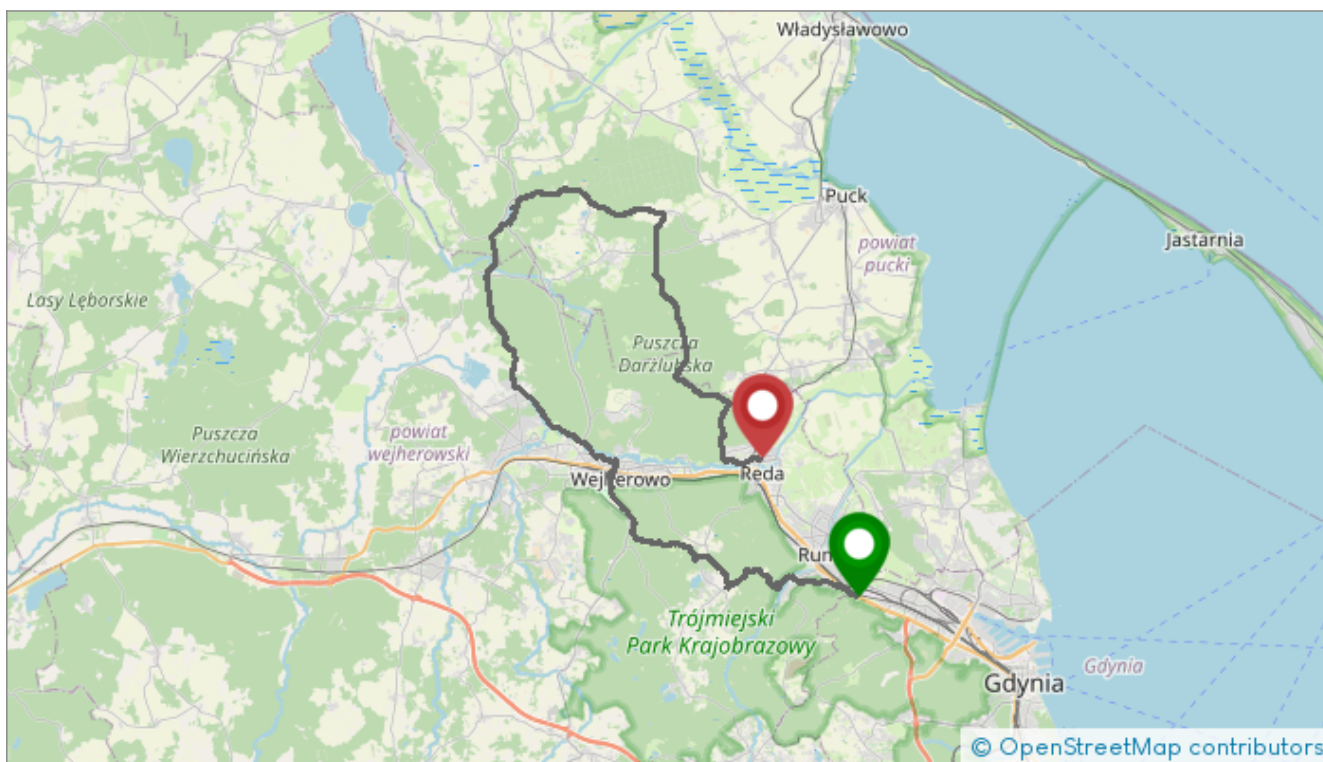 Władysławowo
Puck
powiat
pucki
Jastarnia
Lasy Lęborskie
Puszcza
Darżlubska
Puszcza
Wierzchucińska
powiat
wejherowski
Wejherowo
Reda
Trójmiejski
Park Krajobrazowy
Gdynia
Gdynia
© OpenStreetMap contributors